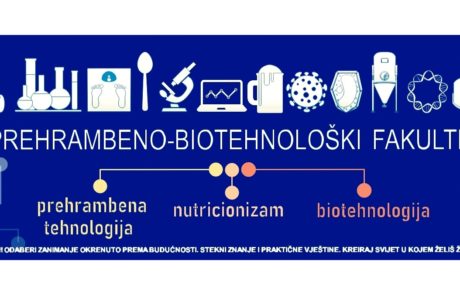 PREHRAMBENO-BIOTEHNOLOŠKI FAKULTE
prehrambena
tehnologija
nutricionizam
biotehnologija
ODABERI ZANIMANJE OKRENUTO PREMA BUDUĆNOSTI. STEKNI ZNANJE I PRAKTIČNE VJEŠTINE. KREIRAJ SVIJET U KOJEM ŽELIŠ